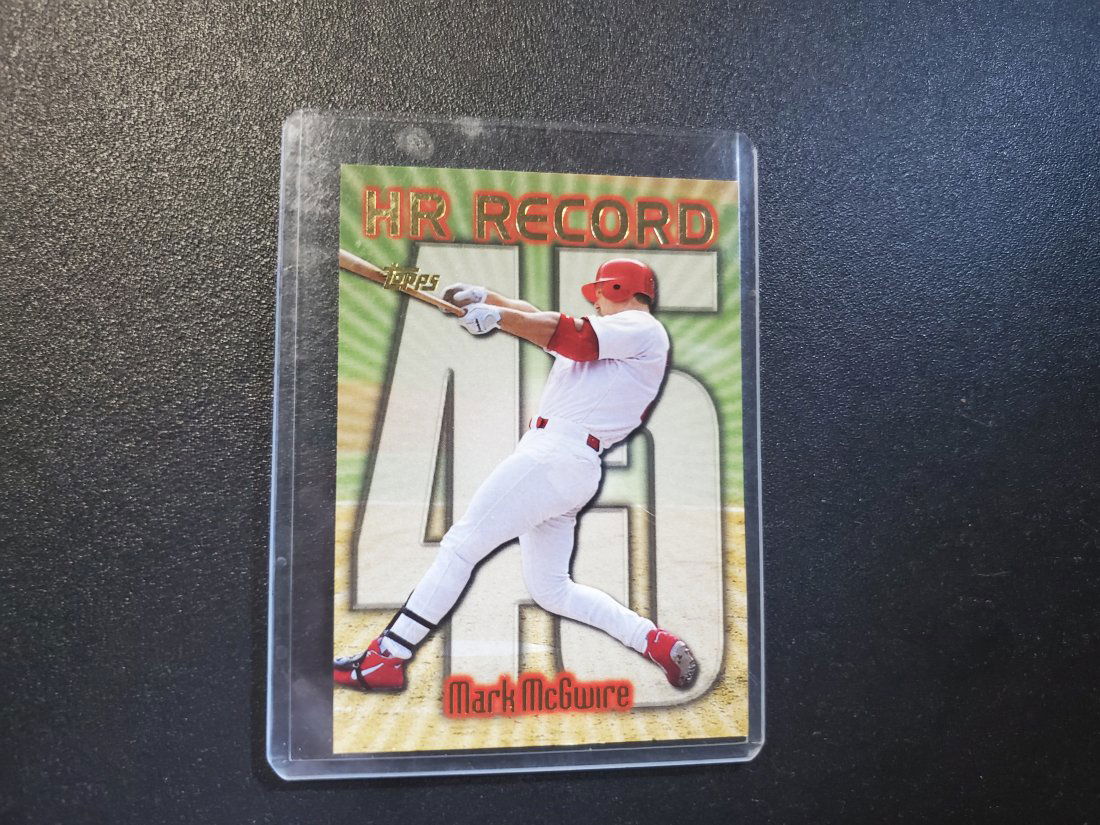 HR RECORD
Topps
45
Mark McGwire